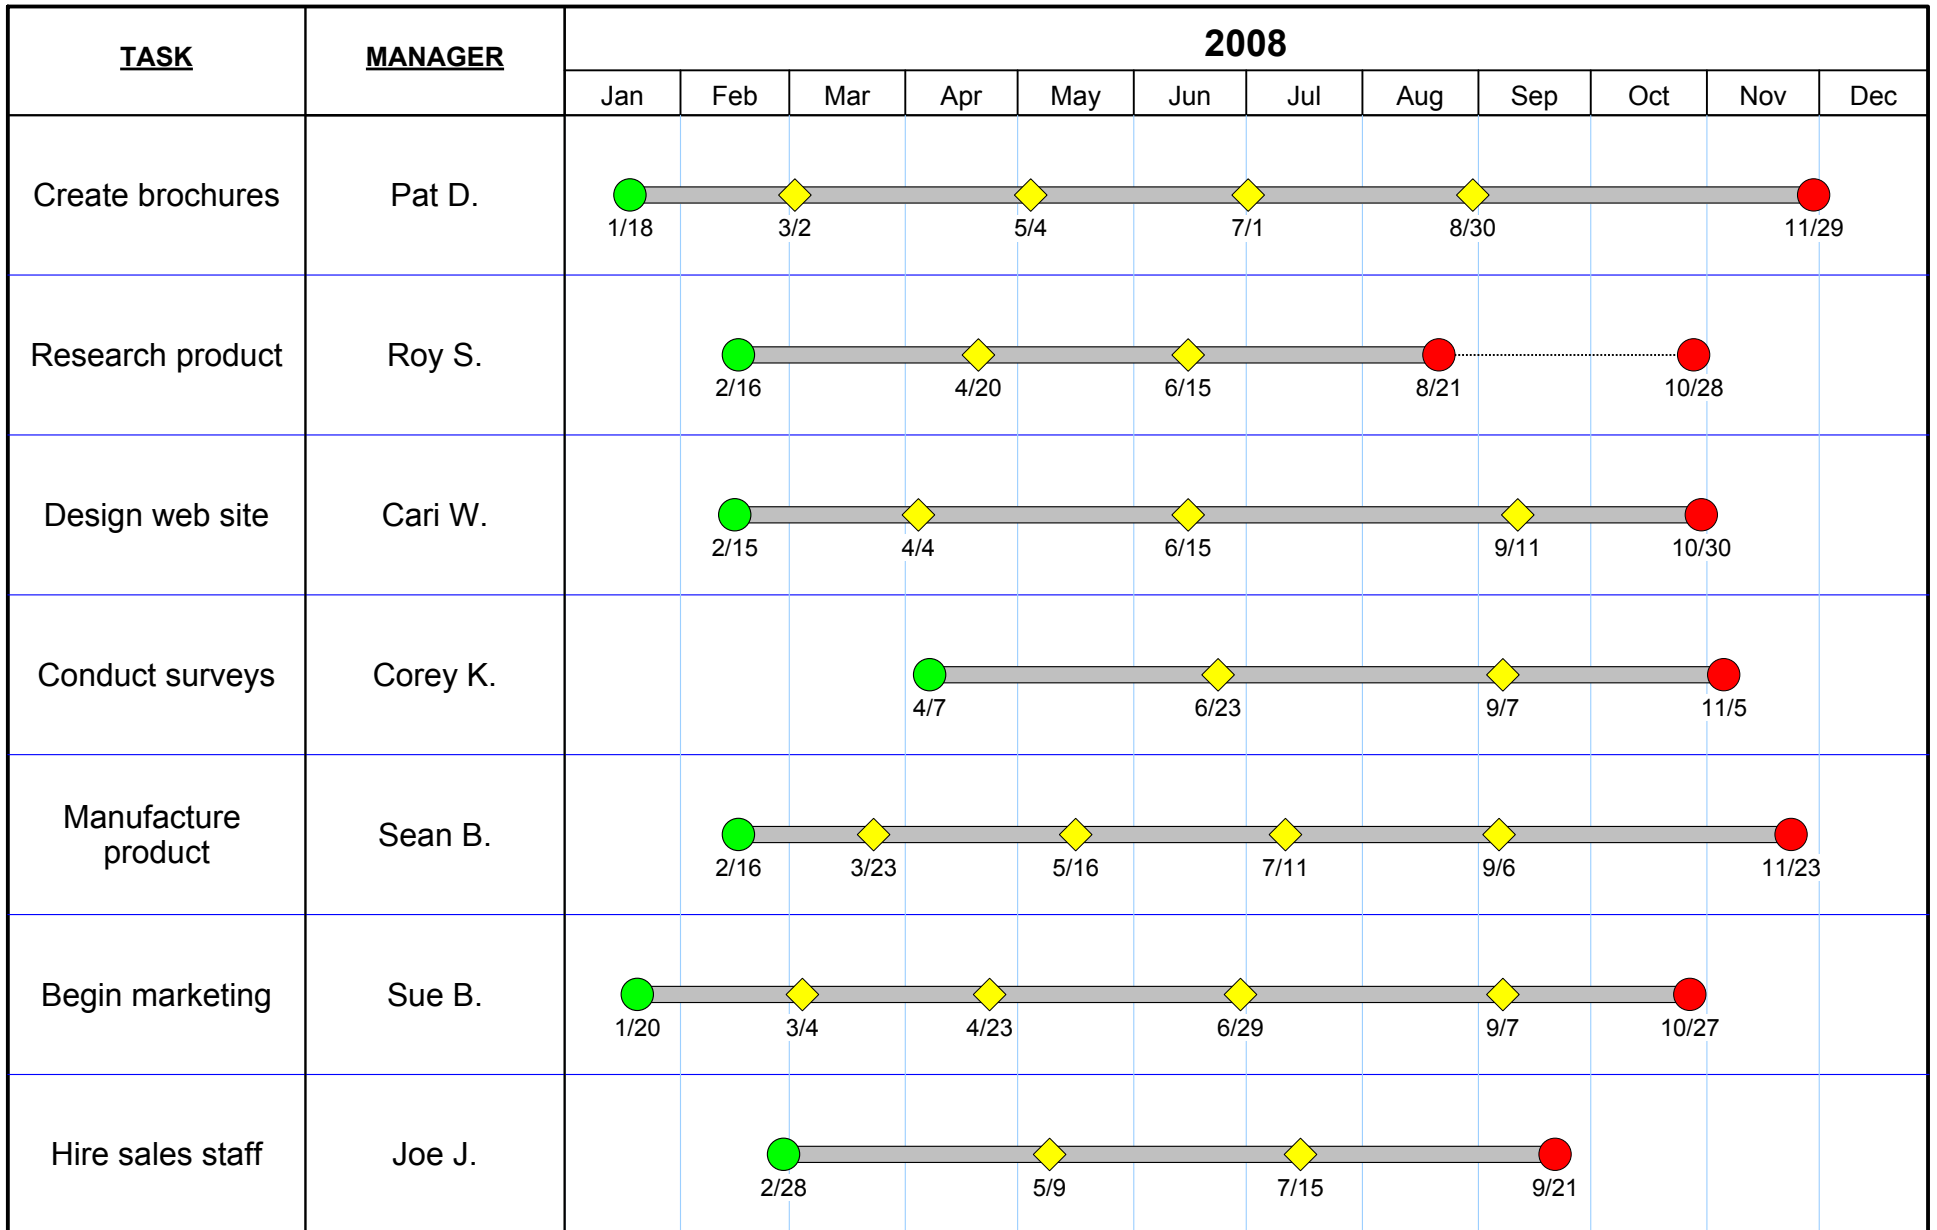 TASK MANAGER 2008
Jan Feb Mar Apr May Jun Jul Aug Sep Oct Nov Dec
Create brochures Pat D.
1/18 3/2 5/4 7/1 8/30 11/29
Research product Roy S.
2/16 4/20 6/15 8/21 10/28
Design web site Cari W.
2/15 4/4 6/15 9/11 10/30
Conduct surveys Corey K.
4/7 6/23 9/7 11/5
Manufacture
product Sean B.
2/16 3/23 5/16 7/11 9/6 11/23
Begin marketing Sue B.
1/20 3/4 4/23 6/29 9/7 10/27
Hire sales staff Joe J.
2/28 5/9 7/15 9/21